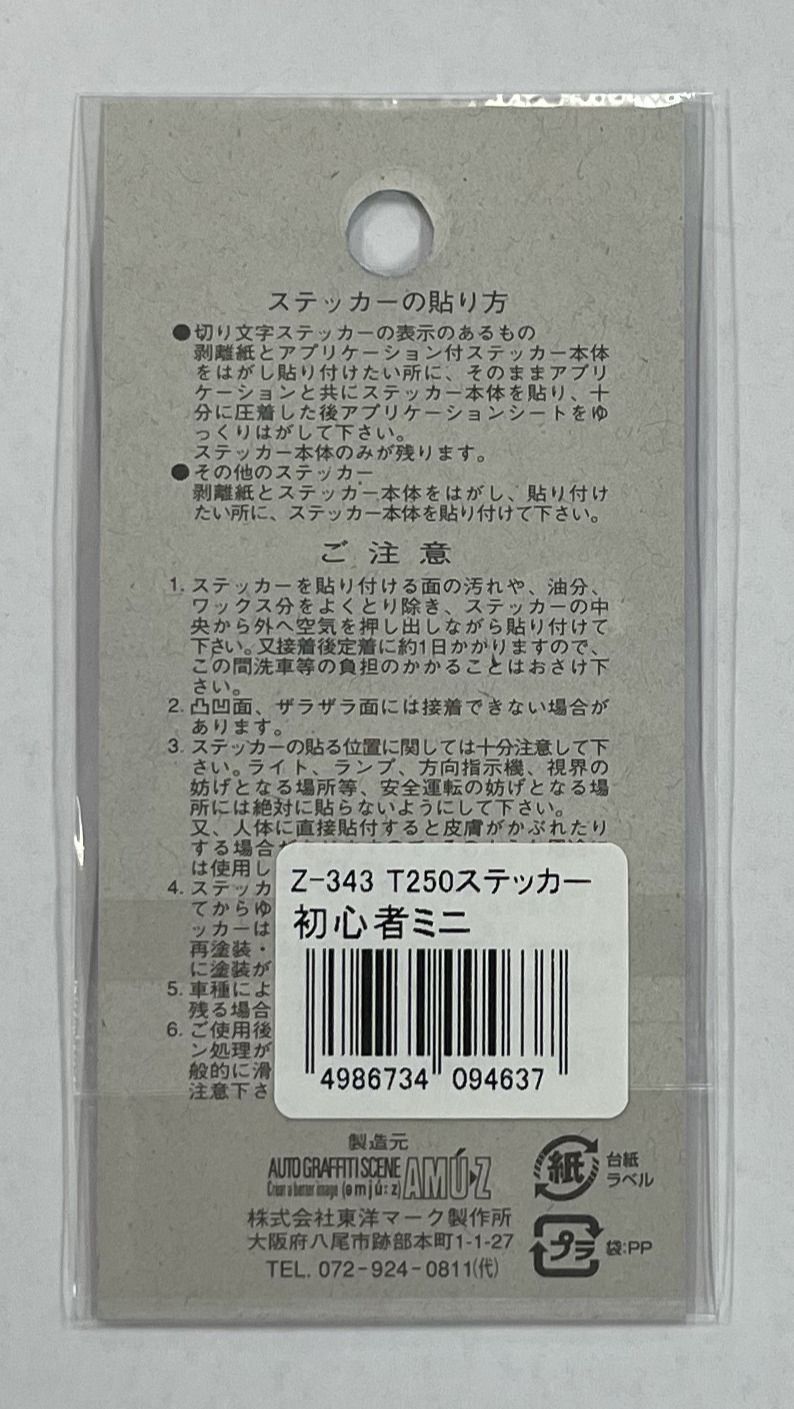 ステッカーの貼り方
●切り文字ステッカーの表示のあるもの
剥離紙とアプリケーション付ステッカー本体
をはがし貼り付けたい所に、そのままアプリ
ケーションと共にステッカー本体を貼り、十
分に圧着した後アプリケーションシートをゆ
っくりはがして下さい。
ステッカー本体のみが残ります。
●その他のステッカー
剥離紙とステッカー本体をはがし、貼り付け
たい所に、ステッカー本体を貼り付けて下さい。
ご注意
1. ステッカーを貼り付ける面の汚れや、油分、
ワックス分をよくとり除き、ステッカーの中
央から外へ空気を押し出しながら貼り付けて
下さい。又接着後定着に約1日かかりますので、
この間洗車等の負担のかかることはおさけ下
さい。
2. 凸凹面、ザラザラ面には接着できない場合が
あります。
3. ステッカーの貼る位置に関しては十分注意して下
さい。ライト、ランプ、方向指示機、視界の
妨げとなる場所等、安全運転の妨げとなる場
所には絶対に貼らないようにして下さい。
又、人体に直接貼付すると皮膚がかぶれたり
する場合
は使用し
4. ステッカ
てからゆ
ッカーは
再塗装・
に塗装が
5. 車種によ
残る場合
6. ご使用後
ン処理が
般的に滑
注意下さ
Z-343 T250ステッカー
初心者ミニ
4986734 094637
製造元
AUTO GRAFFITI SCENE
Creat a better image (əmjú:z) AMÚ·Z
株式会社東洋マーク製作所
大阪府八尾市跡部本町1-1-27
TEL. 072-924-0811(代)
紙
台紙
ラベル
プラ
袋:PP